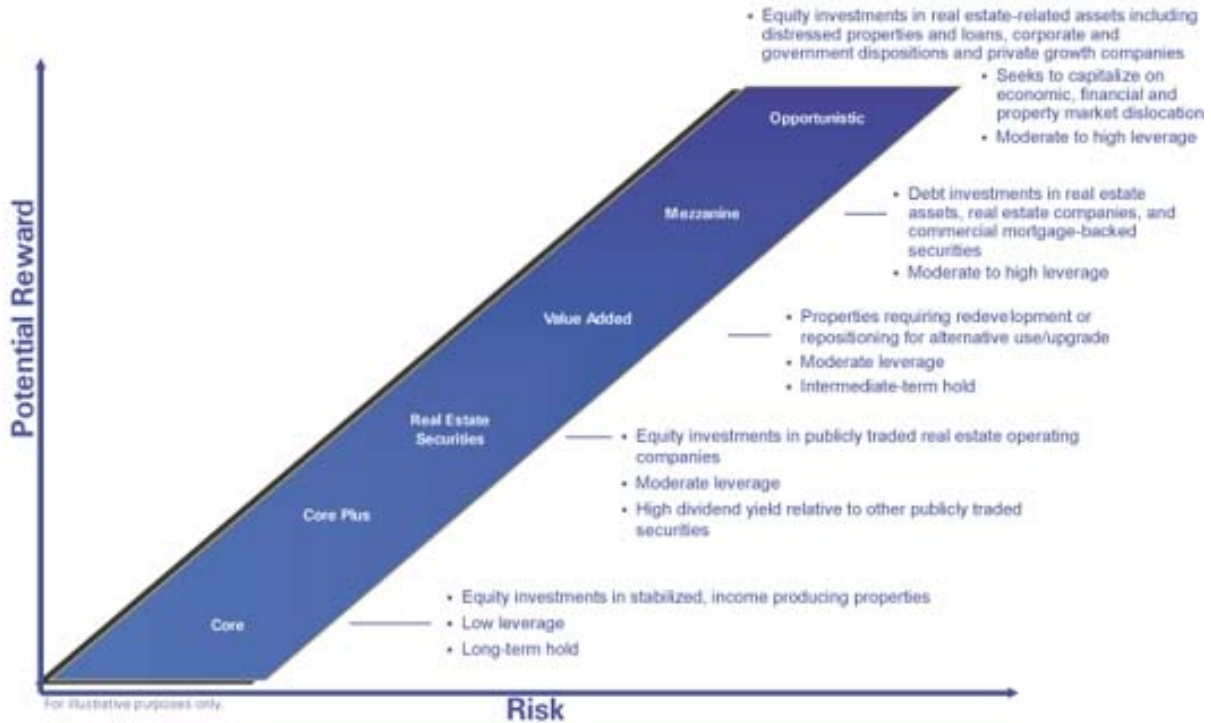 • Equity investments in real estate-related assets including
distressed properties and loans, corporate and
government dispositions and private growth companies
• Seeks to capitalize on
economic, financial and
property market dislocation
• Moderate to high leverage
Opportunistic
Mezzanine
• Debt investments in real estate
assets, real estate companies, and
commercial mortgage-backed
securities
• Moderate to high leverage
Value Added
• Properties requiring redevelopment or
repositioning for alternative use/upgrade
• Moderate leverage
• Intermediate-term hold
Real Estate
Securities
• Equity investments in publicly traded real estate operating
companies
• Moderate leverage
• High dividend yield relative to other publicly traded
securities
Core Plus
Core
• Equity investments in stabilized, income producing properties
• Low leverage
• Long-term hold
Potential Reward
For illustrative purposes only.
Risk